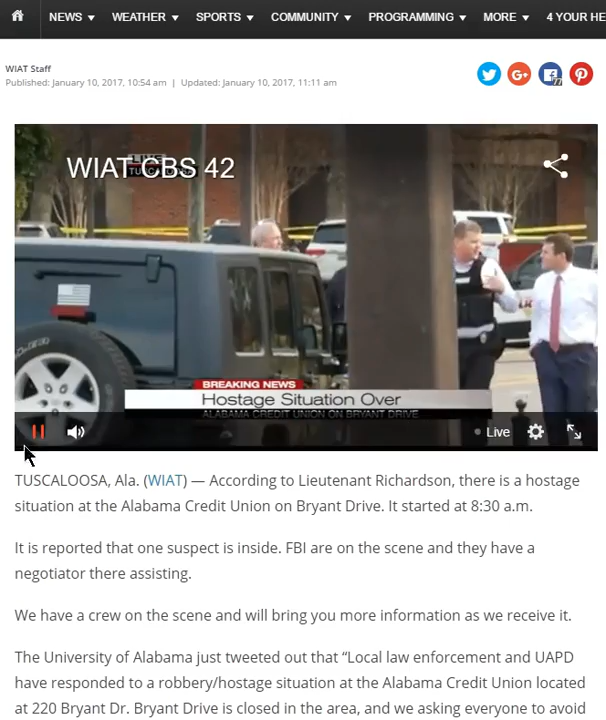 NEWS WEATHER SPORTS COMMUNITY PROGRAMMING MORE 4 YOUR HE
WIAT Staff
Published: January 10, 2017, 10:54 am | Updated: January 10, 2017, 11:11 am
WIAT CBS 42
LIVE
BREAKING NEWS
Hostage Situation Over
ALABAMA CREDIT UNION ON BRYANT DRIVE
Live
TUSCALOOSA, Ala. (WIAT) — According to Lieutenant Richardson, there is a hostage
situation at the Alabama Credit Union on Bryant Drive. It started at 8:30 a.m.
It is reported that one suspect is inside. FBI are on the scene and they have a
negotiator there assisting.
We have a crew on the scene and will bring you more information as we receive it.
The University of Alabama just tweeted out that “Local law enforcement and UAPD
have responded to a robbery/hostage situation at the Alabama Credit Union located
at 220 Bryant Dr. Bryant Drive is closed in the area, and we asking everyone to avoid